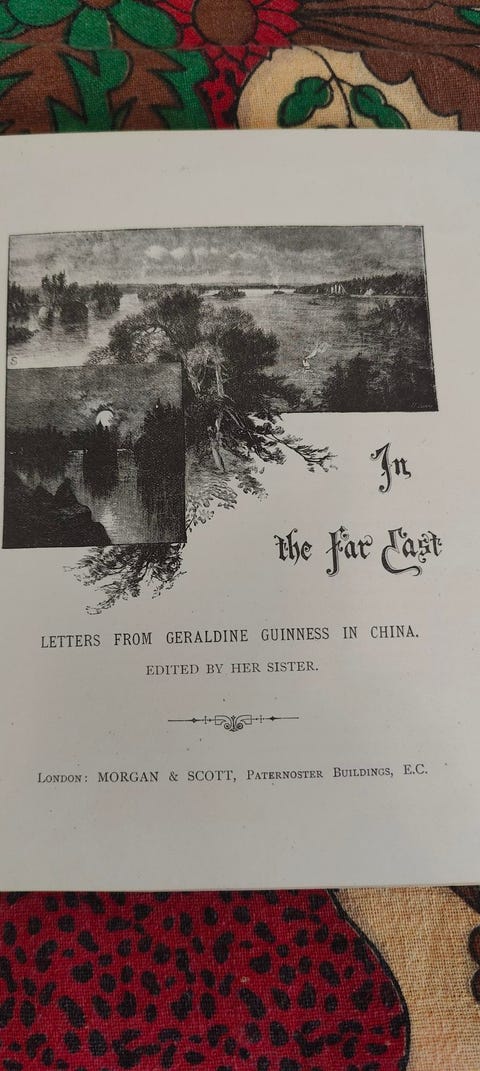 In
the Far East
LETTERS FROM GERALDINE GUINNESS IN CHINA.
EDITED BY HER SISTER.
London: MORGAN & SCOTT, Paternoster Buildings, E.C.